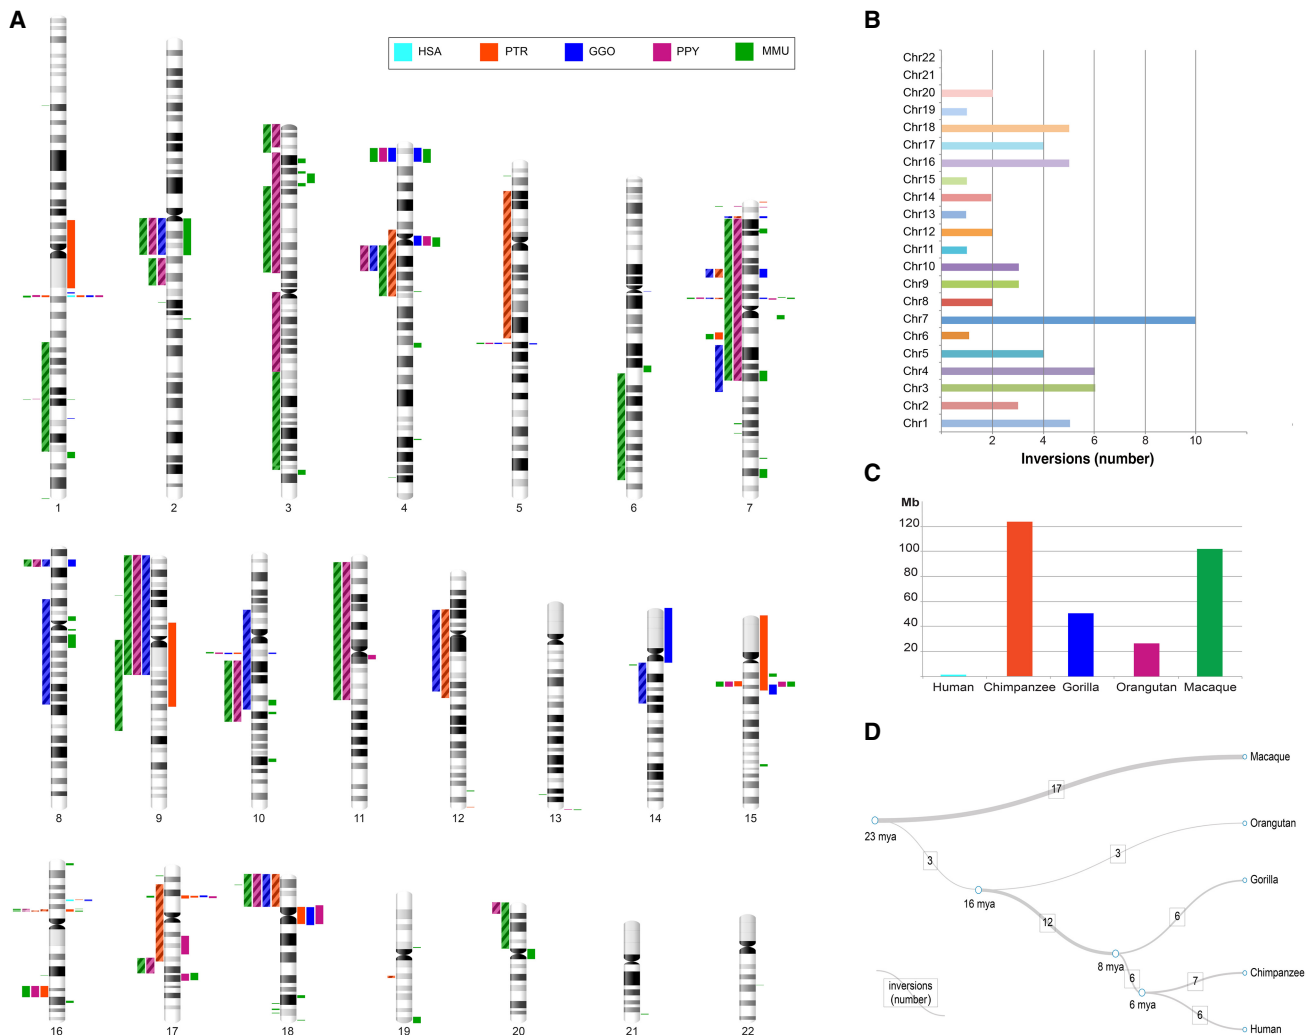 A
HSA PTR GGO PPY MMU
1 2 3 4 5 6 7
8 9 10 11 12 13 14 15
16 17 18 19 20 21 22
B
Chr22
Chr21
Chr20
Chr19
Chr18
Chr17
Chr16
Chr15
Chr14
Chr13
Chr12
Chr11
Chr10
Chr9
Chr8
Chr7
Chr6
Chr5
Chr4
Chr3
Chr2
Chr1
2 4 6 8 10
Inversions (number)
C
Mb
120
100
80
60
40
20
Human Chimpanzee Gorilla Orangutan Macaque
D
Macaque
17
Orangutan
23 mya
3
3
Gorilla
16 mya
12
6
8 mya
Chimpanzee
6
7
inversions
(number)
6 mya
6
Human